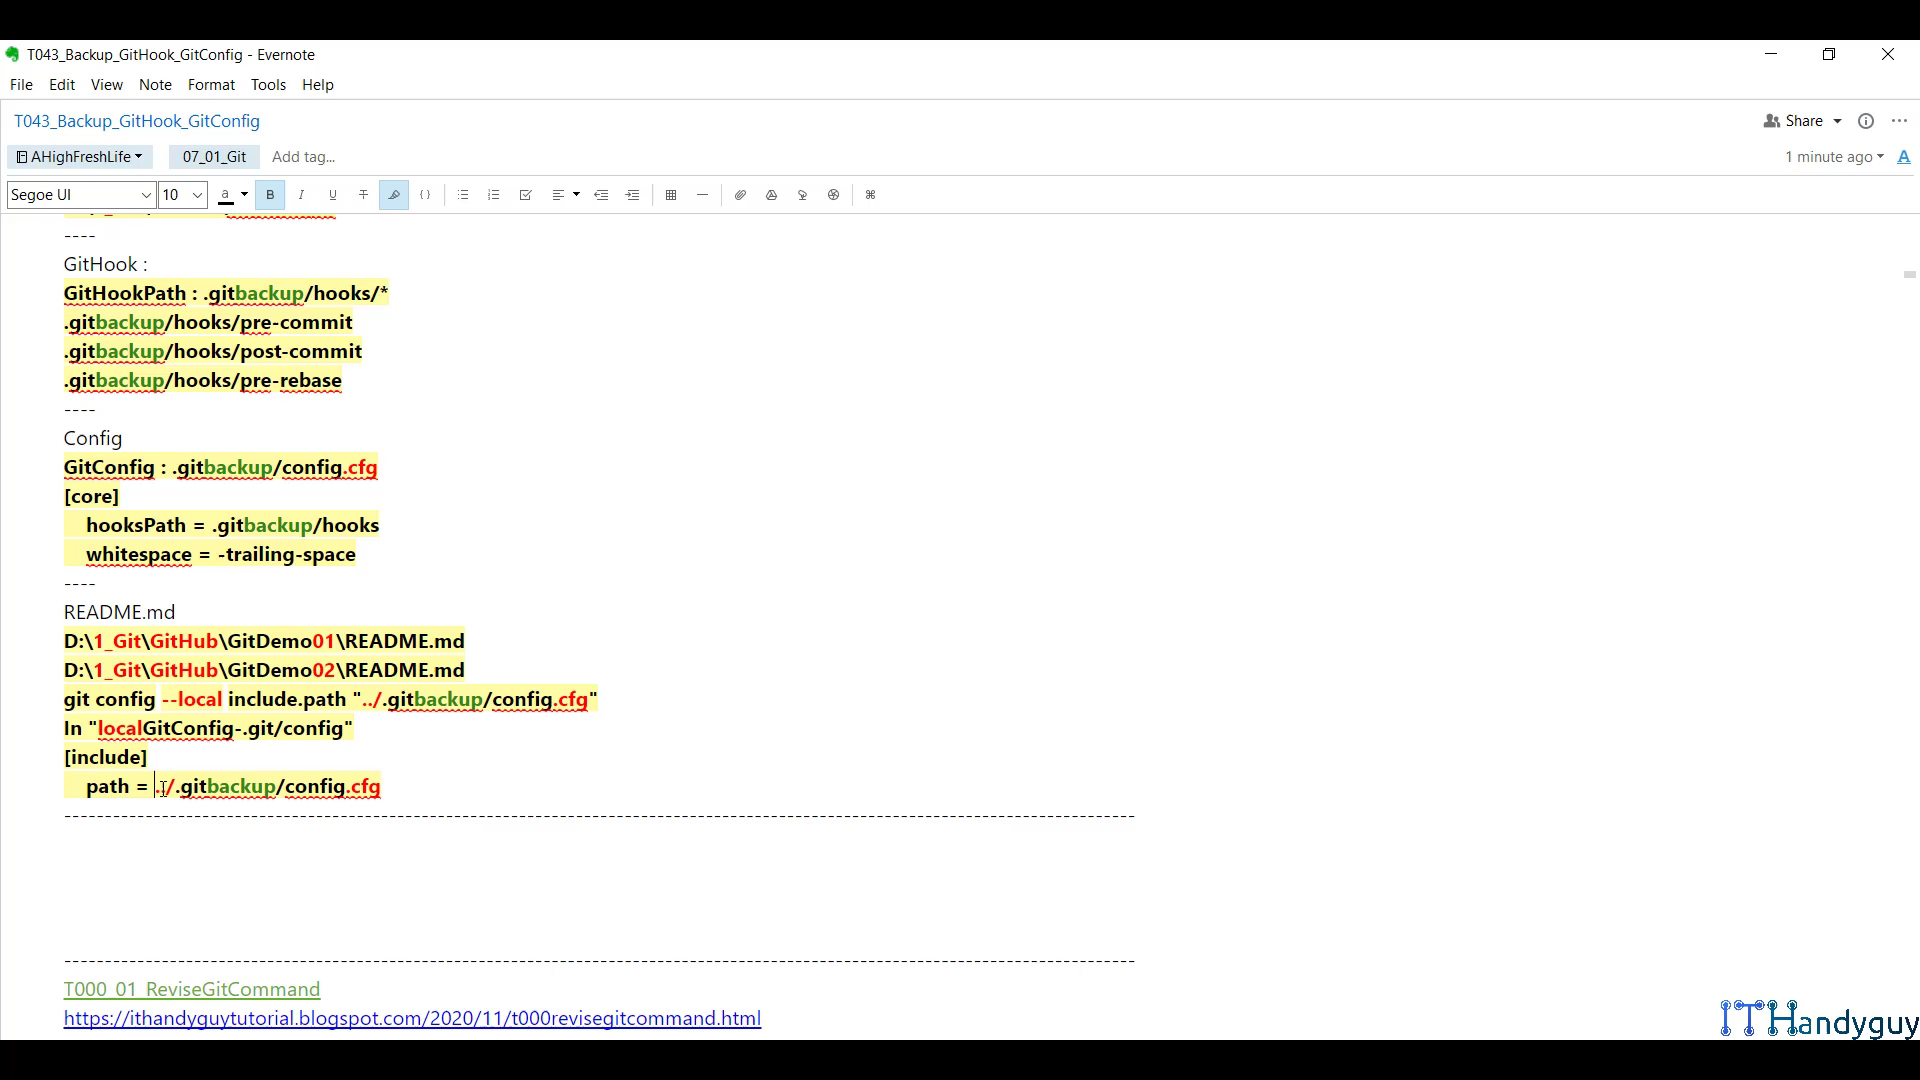 T043_Backup_GitHook_GitConfig - Evernote
File Edit View Note Format Tools Help
T043_Backup_GitHook_GitConfig
Share
AHighFreshLife 07_01_Git Add tag...
1 minute ago A
Segoe UI 10 a B I U T { }
----
GitHook :
GitHookPath : .gitbackup/hooks/*
.gitbackup/hooks/pre-commit
.gitbackup/hooks/post-commit
.gitbackup/hooks/pre-rebase
----
Config
GitConfig : .gitbackup/config.cfg
[core]
hooksPath = .gitbackup/hooks
whitespace = -trailing-space
----
README.md
D:\1_Git\GitHub\GitDemo01\README.md
D:\1_Git\GitHub\GitDemo02\README.md
git config --local include.path "../.gitbackup/config.cfg"
In "localGitConfig-.git/config"
[include]
path = ../.gitbackup/config.cfg
T000_01_ReviseGitCommand
https://ithandyguytutorial.blogspot.com/2020/11/t000revisegitcommand.html
ITHandyguy